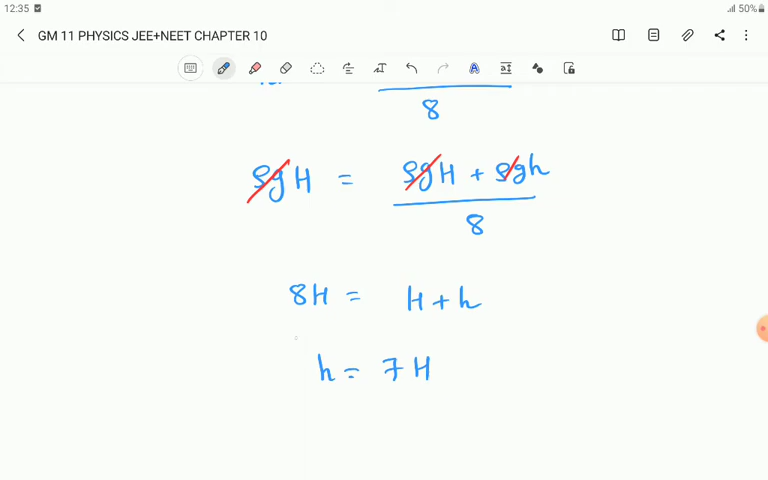 12:35 50%
GM 11 PHYSICS JEE+NEET CHAPTER 10
8
ρgH = ρgH + ρgh
8
8H = H + h
h = 7H